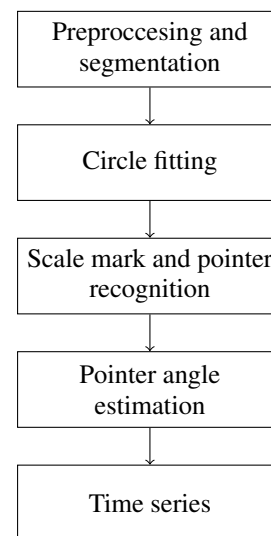 Preproccesing and
segmentation
Circle fitting
Scale mark and pointer
recognition
Pointer angle
estimation
Time series